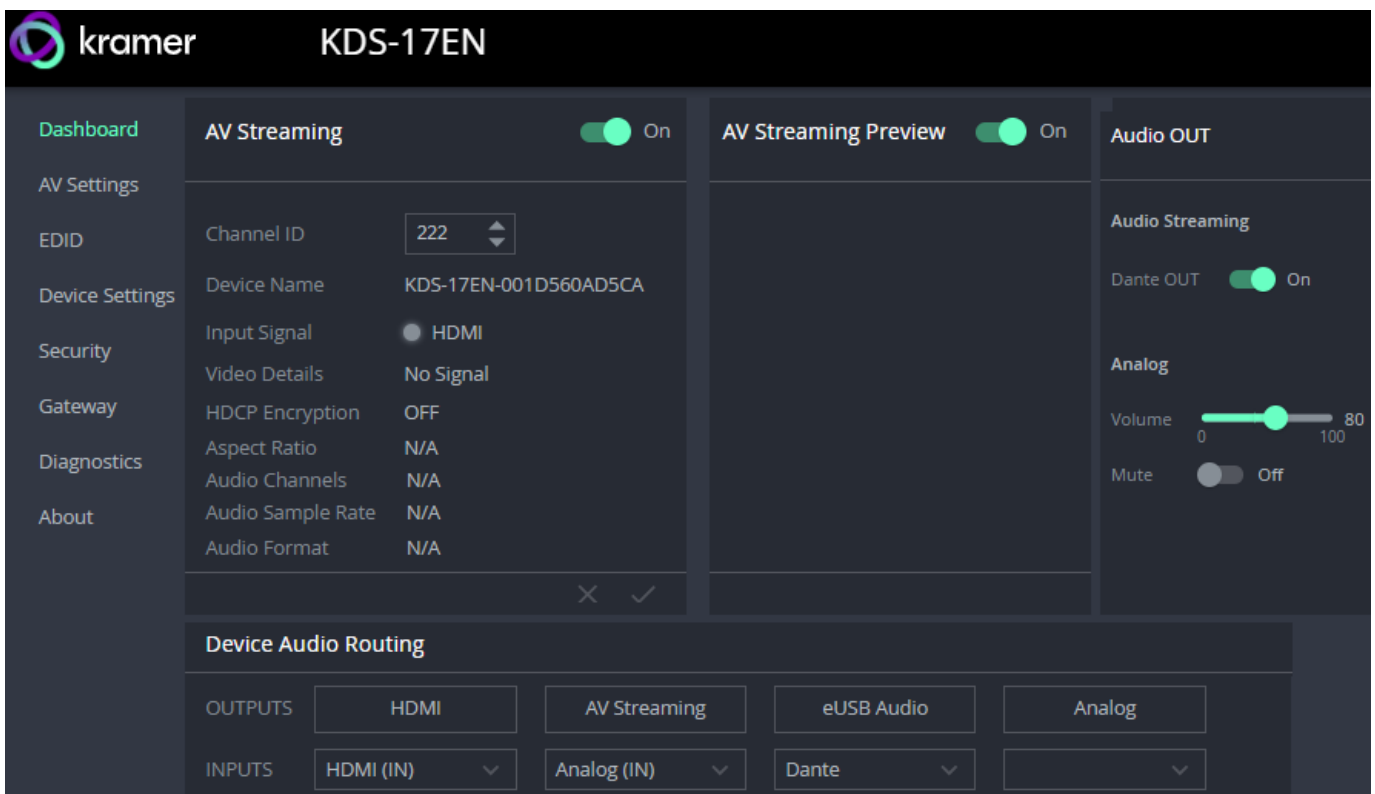 kramer KDS-17EN
Dashboard
AV Settings
EDID
Device Settings
Security
Gateway
Diagnostics
About
AV Streaming On
Channel ID 222
Device Name KDS-17EN-001D560AD5CA
Input Signal HDMI
Video Details No Signal
HDCP Encryption OFF
Aspect Ratio N/A
Audio Channels N/A
Audio Sample Rate N/A
Audio Format N/A
AV Streaming Preview On
Audio OUT
Audio Streaming
Dante OUT On
Analog
Volume 80
0 100
Mute Off
Device Audio Routing
OUTPUTS HDMI AV Streaming eUSB Audio Analog
INPUTS HDMI (IN) Analog (IN) Dante